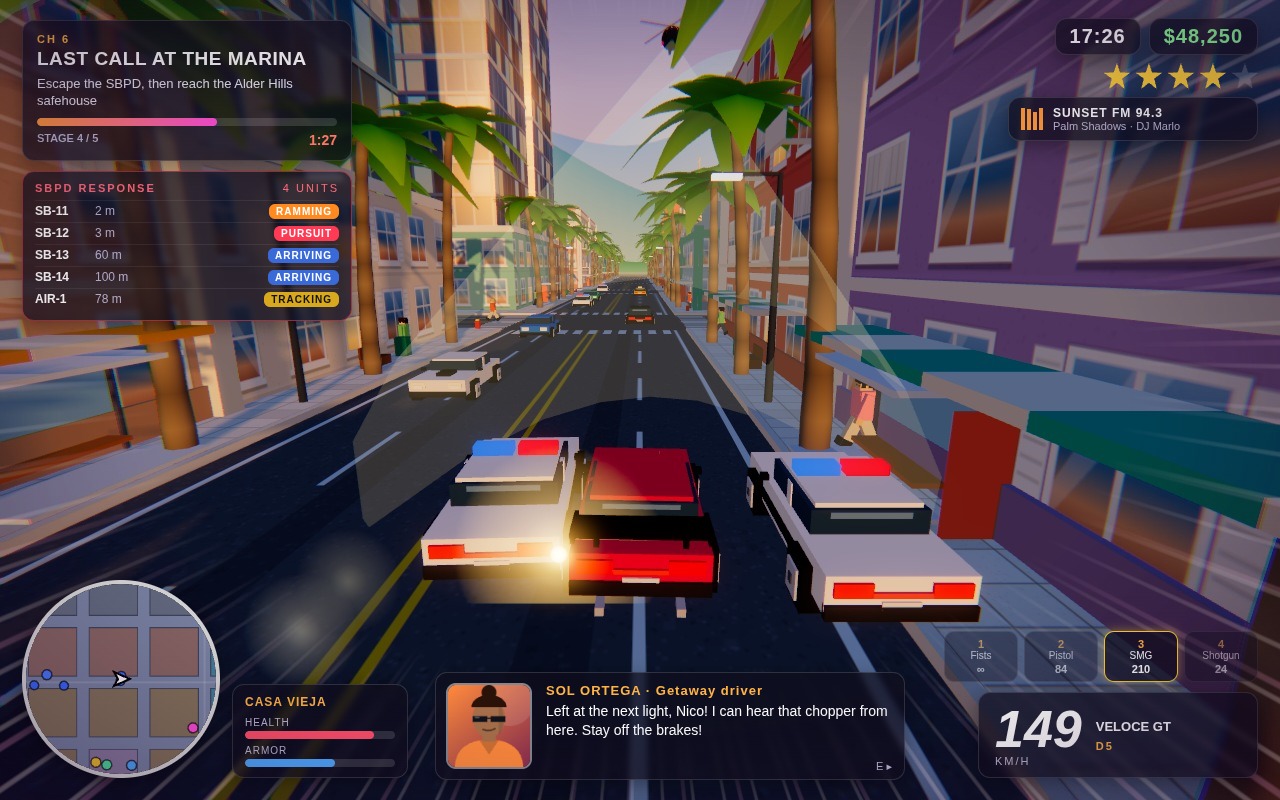 CH 6
LAST CALL AT THE MARINA
Escape the SBPD, then reach the Alder Hills
safehouse
STAGE 4 / 5
1:27
SBPD RESPONSE
4 UNITS
SB-11 2 m RAMMING
SB-12 3 m PURSUIT
SB-13 60 m ARRIVING
SB-14 100 m ARRIVING
AIR-1 78 m TRACKING
17:26
$48,250
SUNSET FM 94.3
Palm Shadows · DJ Marlo
CASA VIEJA
HEALTH
ARMOR
SOL ORTEGA · Getaway driver
Left at the next light, Nico! I can hear that chopper from
here. Stay off the brakes!
E ▸
1
Fists
∞
2
Pistol
84
3
SMG
210
4
Shotgun
24
149
KM/H
VELOCE GT
D5